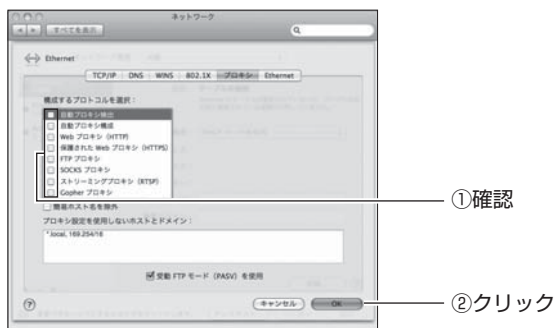 ネットワーク
すべてを表示
Ethernet
TCP/IP DNS WINS 802.1X プロキシ Ethernet
構成するプロトコルを選択：
自動プロキシ検出
自動プロキシ構成
Web プロキシ（HTTP）
保護された Web プロキシ（HTTPS）
FTP プロキシ
SOCKS プロキシ
ストリーミングプロキシ（RTSP）
Gopher プロキシ
①確認
簡易ホスト名を除外
プロキシ設定を使用しないホストとドメイン：
*.local, 169.254/16
受動 FTP モード（PASV）を使用
? キャンセル OK
②クリック